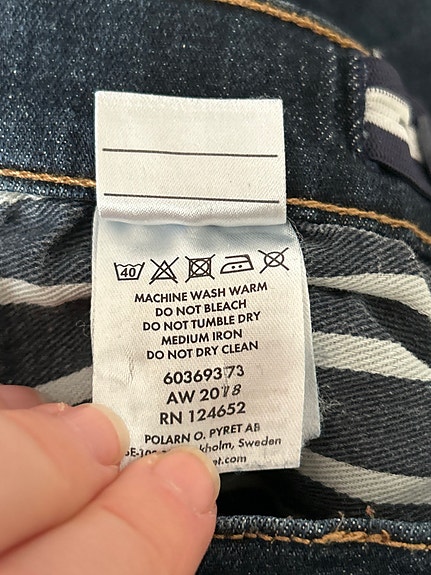 40
MACHINE WASH WARM
DO NOT BLEACH
DO NOT TUMBLE DRY
MEDIUM IRON
DO NOT DRY CLEAN
60369373
AW 2018
RN 124652
POLARN O. PYRET AB
Sweden